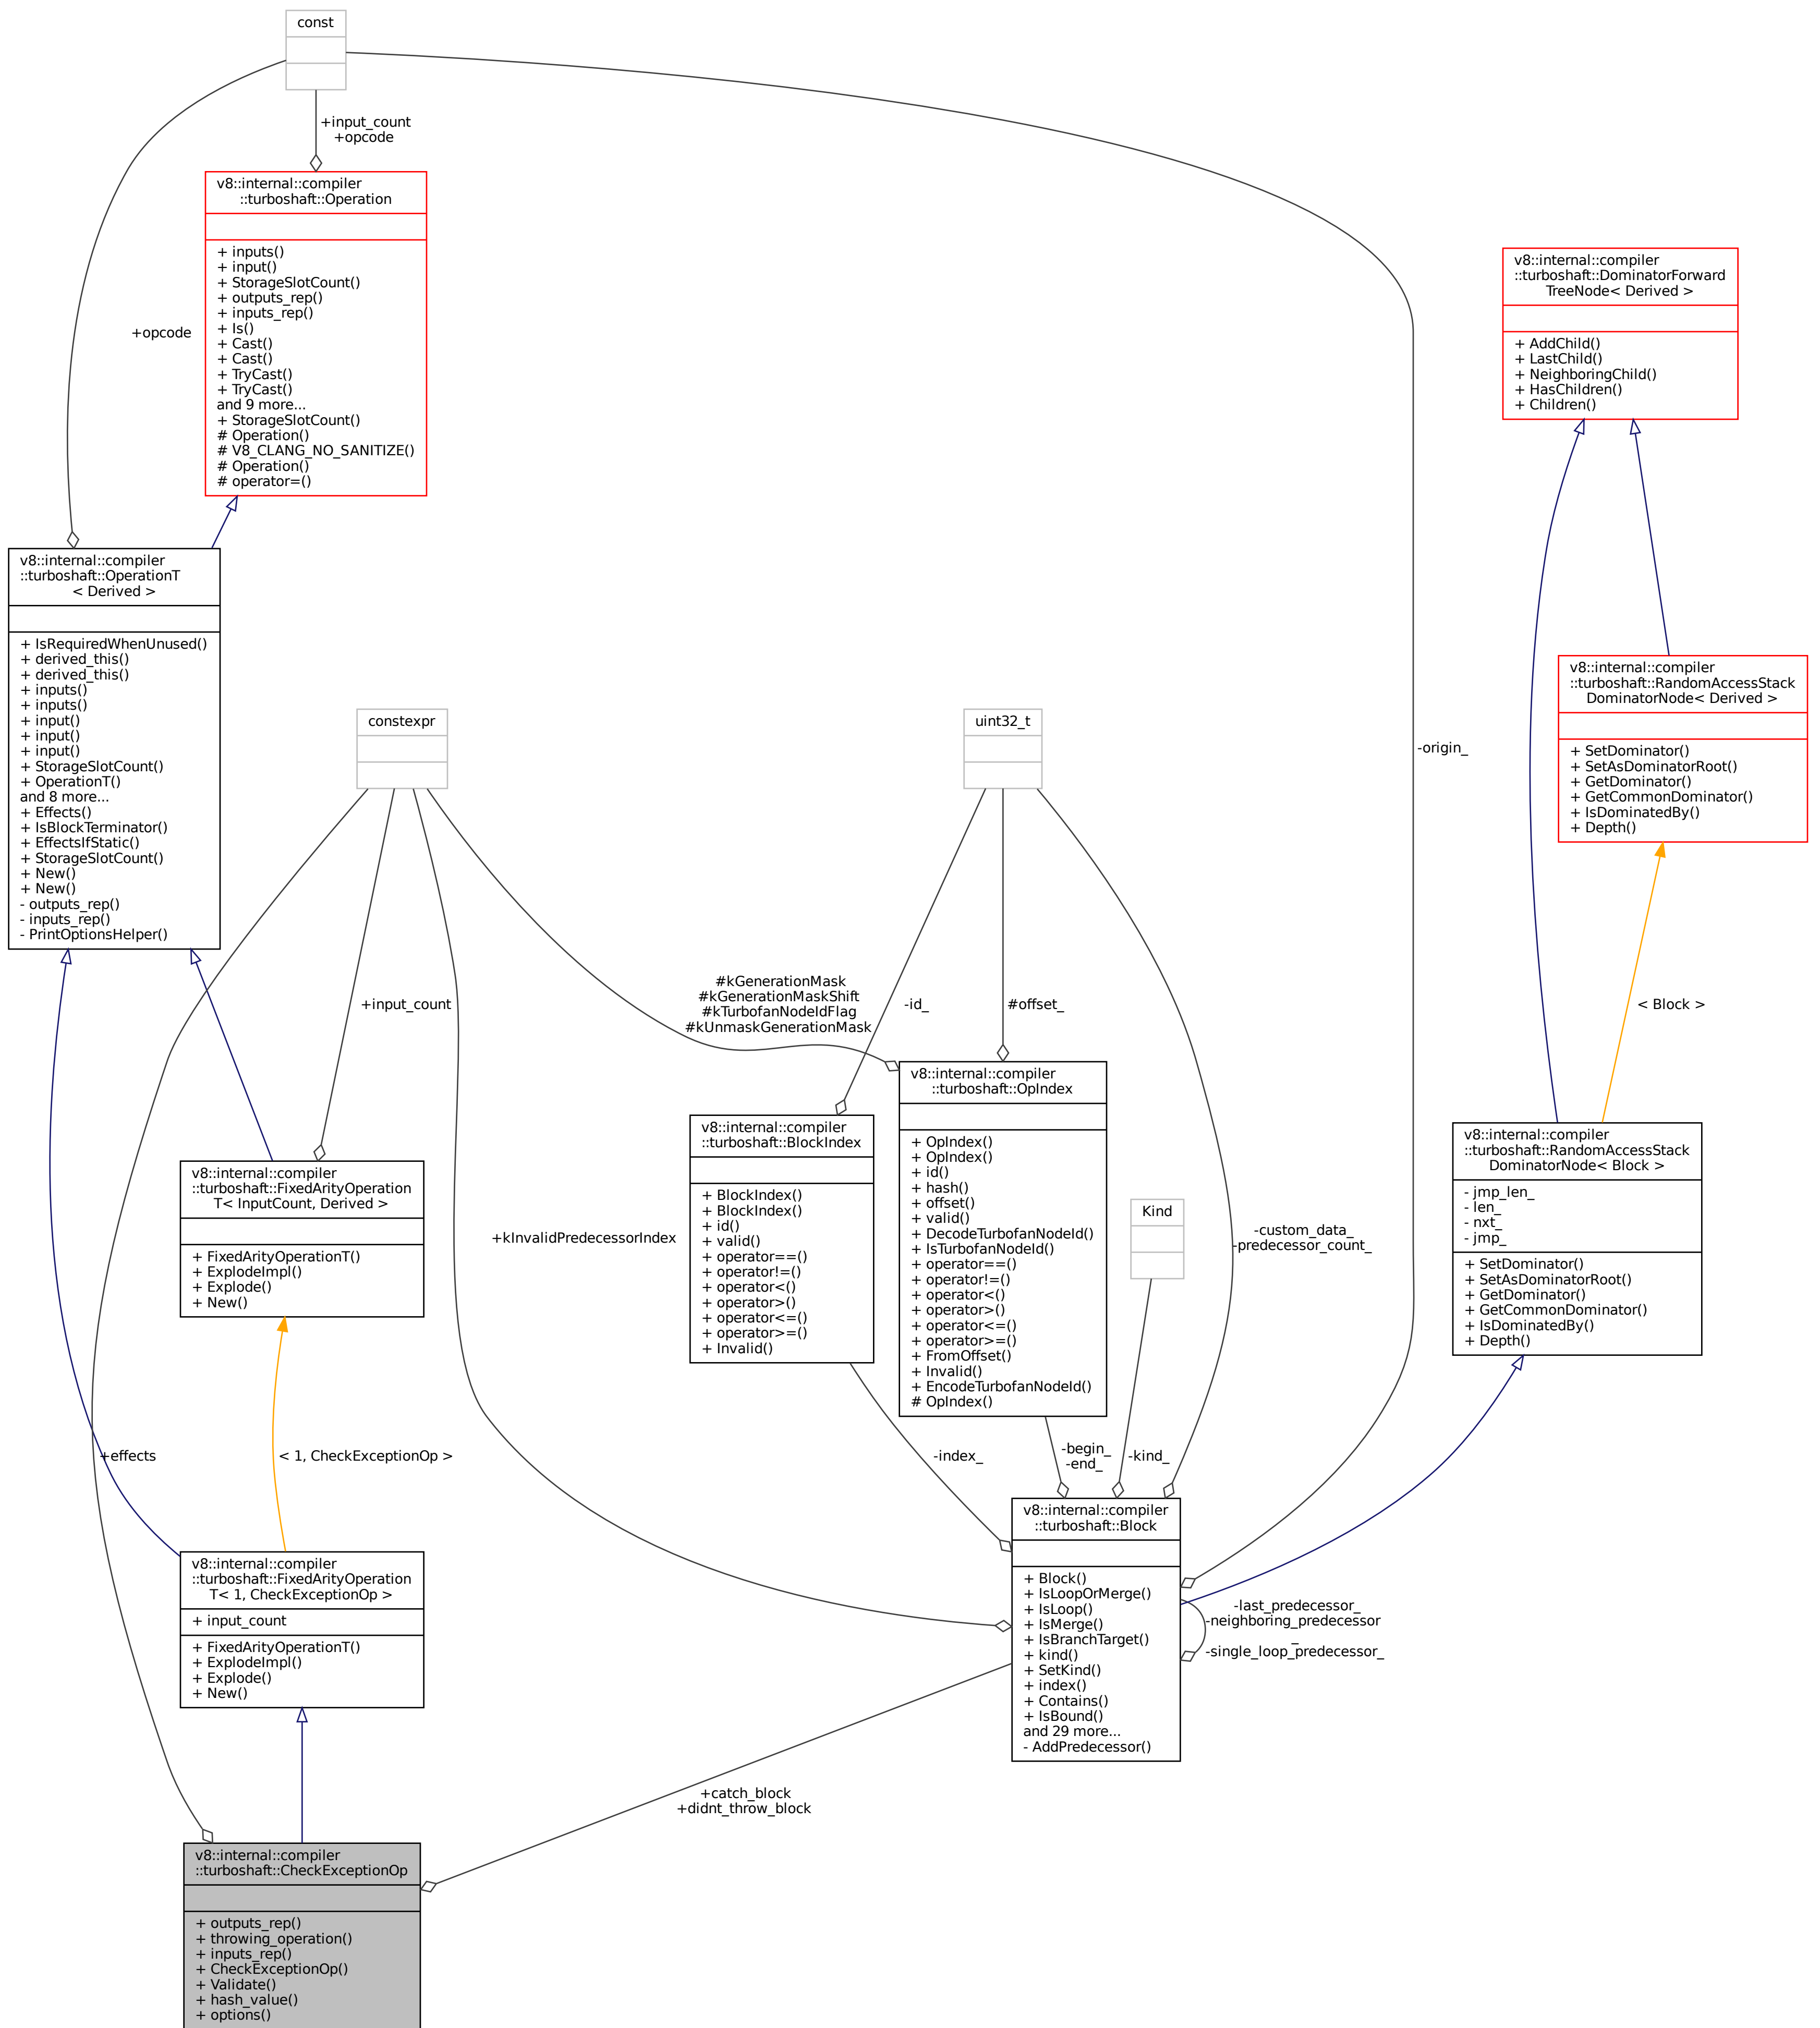 const
+input_count
+opcode
v8::internal::compiler
::turboshaft::Operation
+ inputs()
+ input()
+ StorageSlotCount()
+ outputs_rep()
+ inputs_rep()
+ Is()
+ Cast()
+ Cast()
+ TryCast()
+ TryCast()
and 9 more...
+ StorageSlotCount()
# Operation()
# V8_CLANG_NO_SANITIZE()
# Operation()
# operator=()
+opcode
v8::internal::compiler
::turboshaft::DominatorForward
TreeNode< Derived >
+ AddChild()
+ LastChild()
+ NeighboringChild()
+ HasChildren()
+ Children()
v8::internal::compiler
::turboshaft::OperationT
< Derived >
+ IsRequiredWhenUnused()
+ derived_this()
+ derived_this()
+ inputs()
+ inputs()
+ input()
+ input()
+ input()
+ StorageSlotCount()
+ OperationT()
and 8 more...
+ Effects()
+ IsBlockTerminator()
+ EffectsIfStatic()
+ StorageSlotCount()
+ New()
+ New()
- outputs_rep()
- inputs_rep()
- PrintOptionsHelper()
v8::internal::compiler
::turboshaft::RandomAccessStack
DominatorNode< Derived >
+ SetDominator()
+ SetAsDominatorRoot()
+ GetDominator()
+ GetCommonDominator()
+ IsDominatedBy()
+ Depth()
constexpr
uint32_t
-origin_
+input_count
#kGenerationMask
#kGenerationMaskShift
#kTurbofanNodeIdFlag
#kUnmaskGenerationMask
-id_
#offset_
< Block >
v8::internal::compiler
::turboshaft::OpIndex
+ OpIndex()
+ OpIndex()
+ id()
+ hash()
+ offset()
+ valid()
+ DecodeTurbofanNodeId()
+ IsTurbofanNodeId()
+ operator==()
+ operator!=()
+ operator<()
+ operator>()
+ operator<=()
+ operator>=()
+ FromOffset()
+ Invalid()
+ EncodeTurbofanNodeId()
# OpIndex()
v8::internal::compiler
::turboshaft::BlockIndex
+ BlockIndex()
+ BlockIndex()
+ id()
+ valid()
+ operator==()
+ operator!=()
+ operator<()
+ operator>()
+ operator<=()
+ operator>=()
+ Invalid()
v8::internal::compiler
::turboshaft::RandomAccessStack
DominatorNode< Block >
- jmp_len_
- len_
- nxt_
- jmp_
+ SetDominator()
+ SetAsDominatorRoot()
+ GetDominator()
+ GetCommonDominator()
+ IsDominatedBy()
+ Depth()
v8::internal::compiler
::turboshaft::FixedArityOperation
T< InputCount, Derived >
+ FixedArityOperationT()
+ ExplodeImpl()
+ Explode()
+ New()
Kind
+kInvalidPredecessorIndex
-custom_data_
-predecessor_count_
+effects
< 1, CheckExceptionOp >
-index_
-begin_
-end_
-kind_
v8::internal::compiler
::turboshaft::Block
+ Block()
+ IsLoopOrMerge()
+ IsLoop()
+ IsMerge()
+ IsBranchTarget()
+ kind()
+ SetKind()
+ index()
+ Contains()
+ IsBound()
and 29 more...
- AddPredecessor()
-last_predecessor_
-neighboring_predecessor
_
-single_loop_predecessor_
v8::internal::compiler
::turboshaft::FixedArityOperation
T< 1, CheckExceptionOp >
+ input_count
+ FixedArityOperationT()
+ ExplodeImpl()
+ Explode()
+ New()
+catch_block
+didnt_throw_block
v8::internal::compiler
::turboshaft::CheckExceptionOp
+ outputs_rep()
+ throwing_operation()
+ inputs_rep()
+ CheckExceptionOp()
+ Validate()
+ hash_value()
+ options()